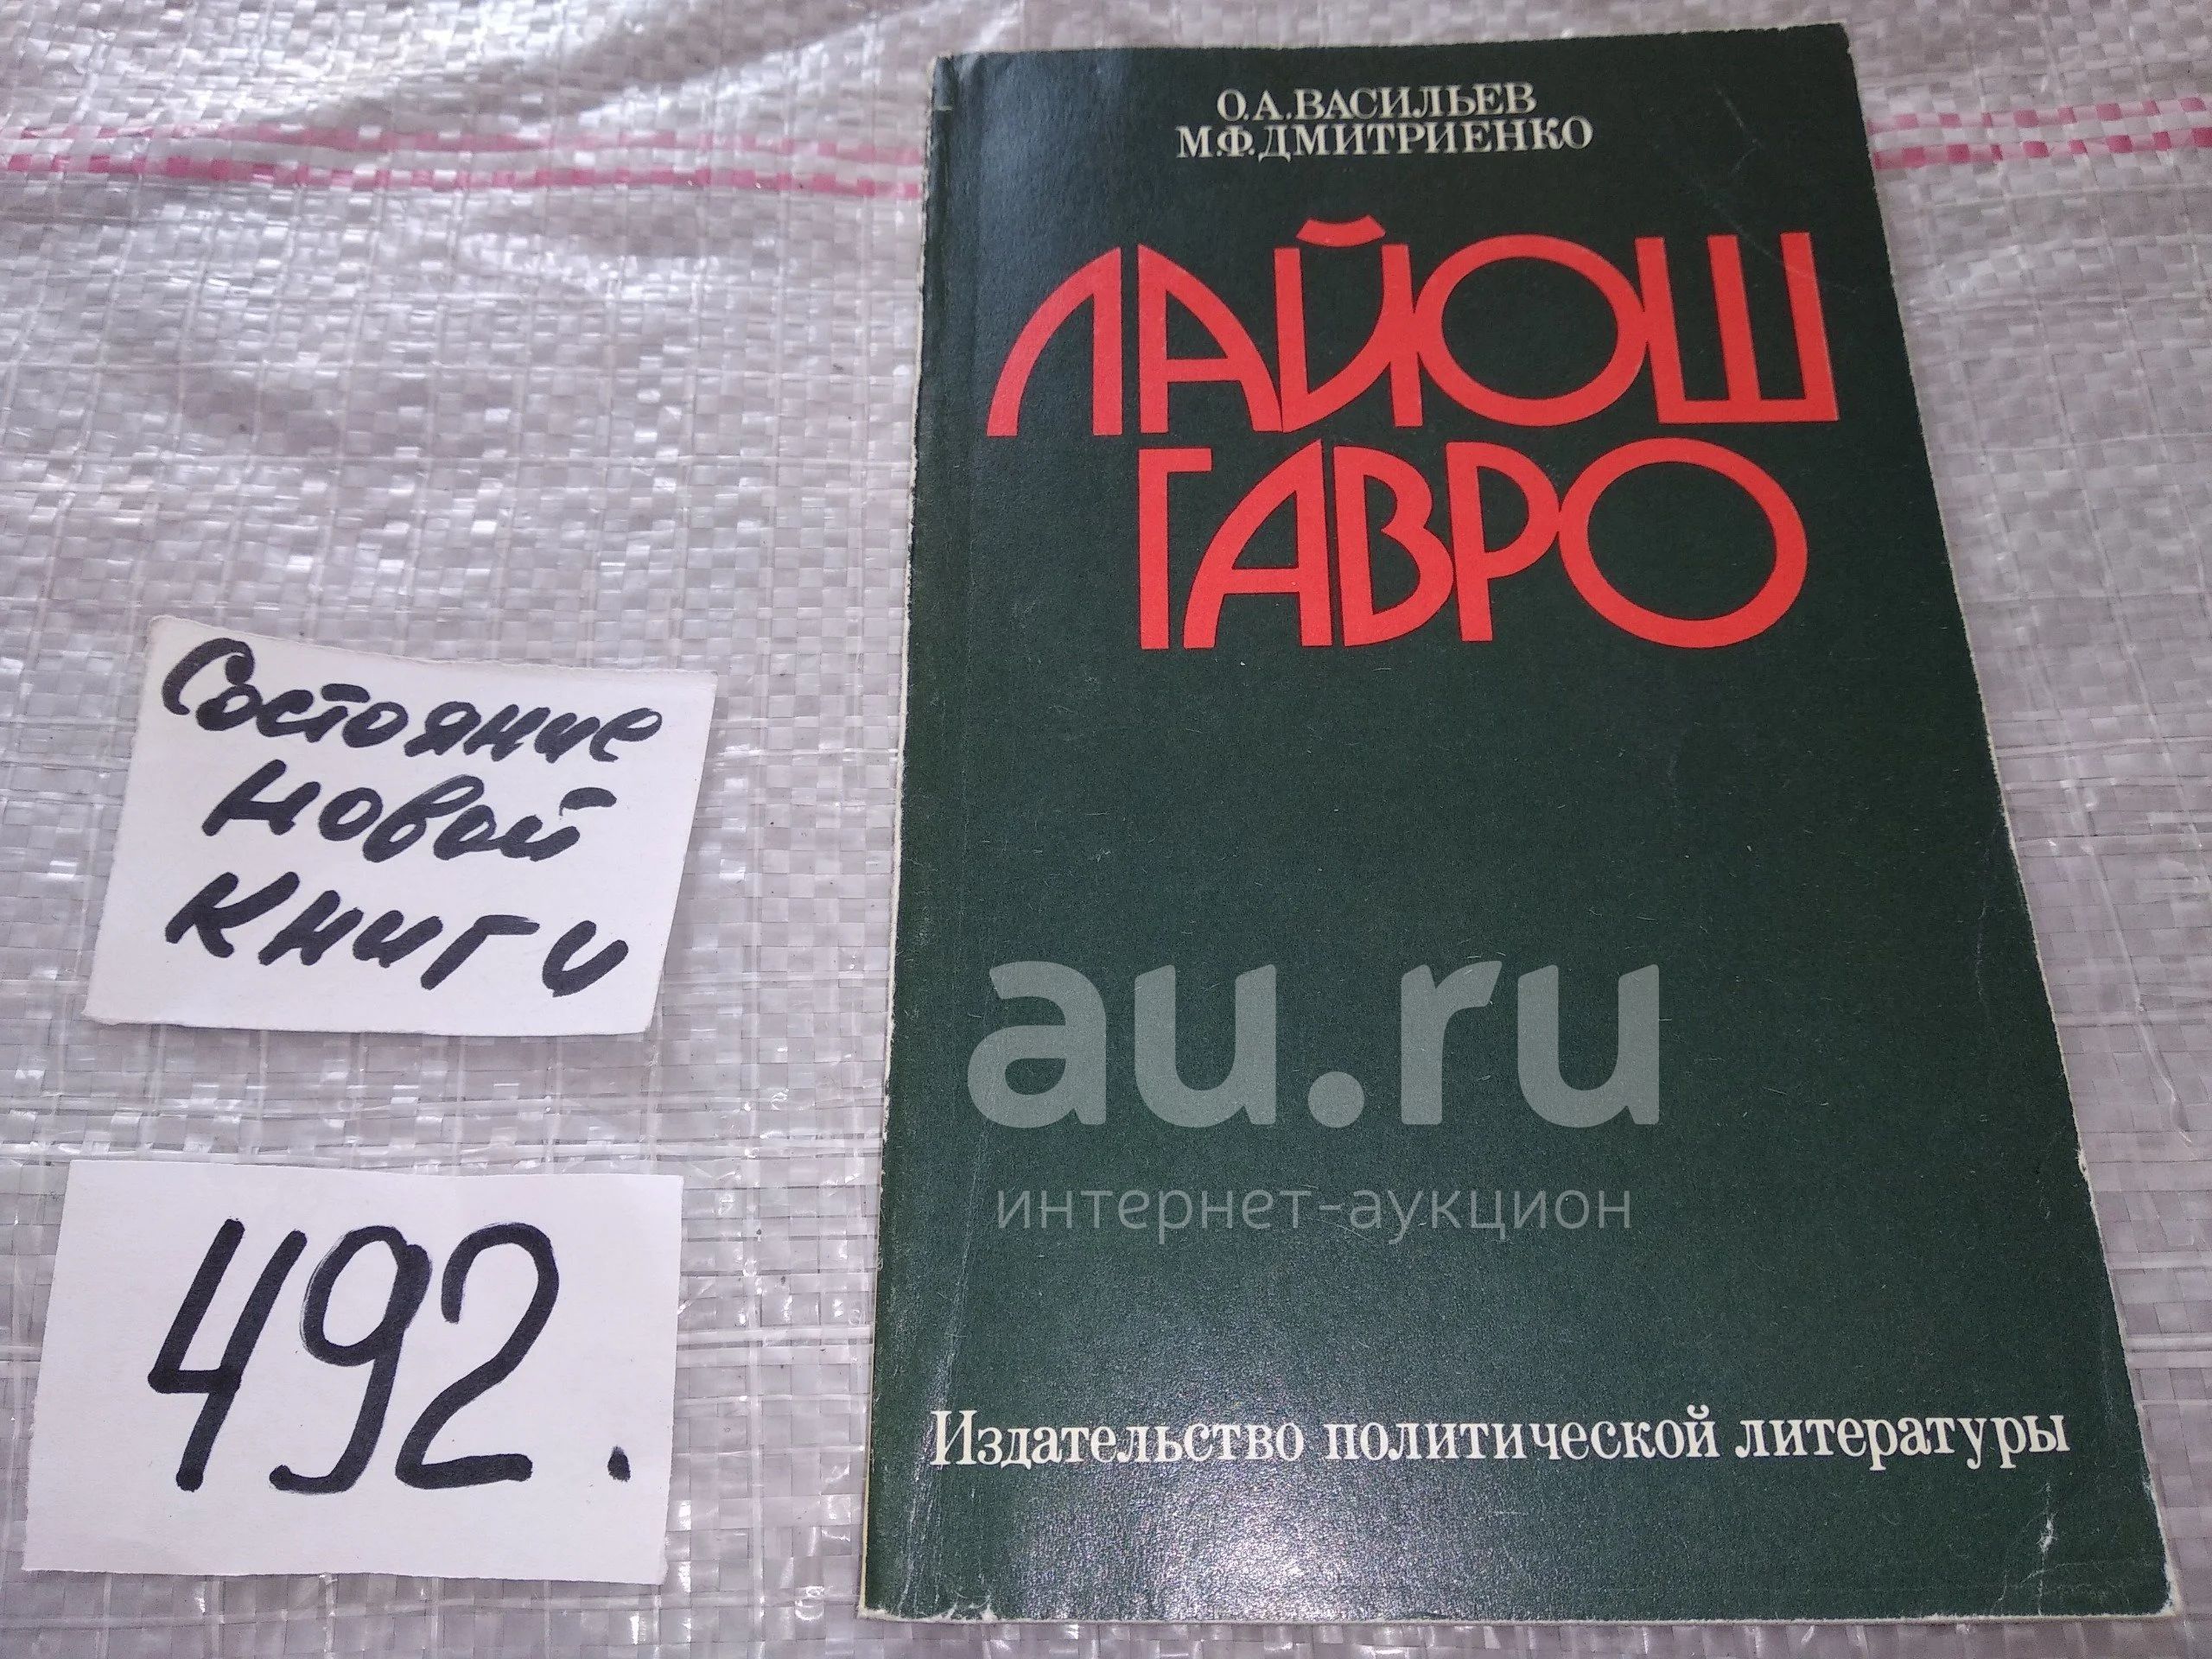 О.А.ВАСИЛЬЕВ
М.Ф.ДМИТРИЕНКО
ЛАЙОШ
ГАВРО
Состояние
новой
книги
au.ru
интернет-аукцион
492.
Издательство политической литературы